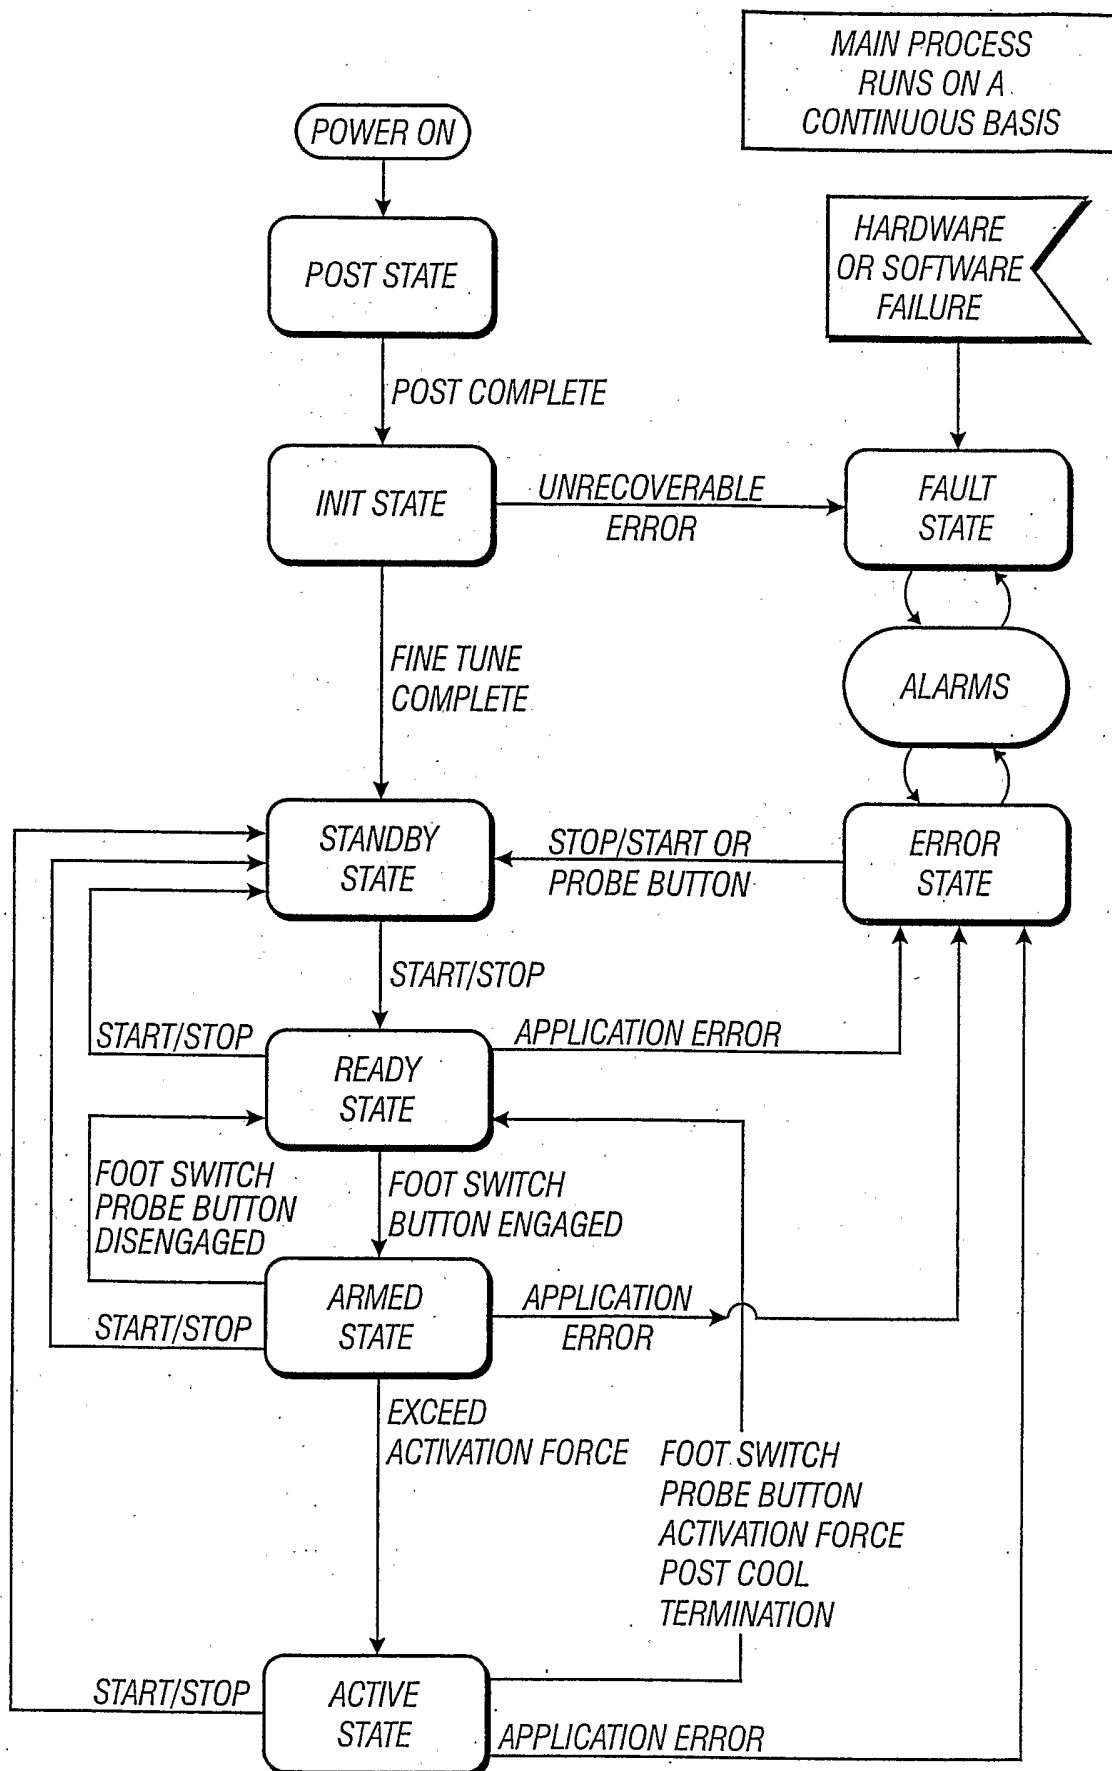 MAIN PROCESS
RUNS ON A
CONTINUOUS BASIS
POWER ON
POST STATE
HARDWARE
OR SOFTWARE
FAILURE
POST COMPLETE
INIT STATE
UNRECOVERABLE
ERROR
FAULT
STATE
FINE TUNE
COMPLETE
ALARMS
STANDBY
STATE
STOP/START OR
PROBE BUTTON
ERROR
STATE
START/STOP
START/STOP
READY
STATE
APPLICATION ERROR
FOOT SWITCH
PROBE BUTTON
DISENGAGED
FOOT SWITCH
BUTTON ENGAGED
START/STOP
ARMED
STATE
APPLICATION
ERROR
EXCEED
ACTIVATION FORCE
FOOT SWITCH
PROBE BUTTON
ACTIVATION FORCE
POST COOL
TERMINATION
START/STOP
ACTIVE
STATE
APPLICATION ERROR